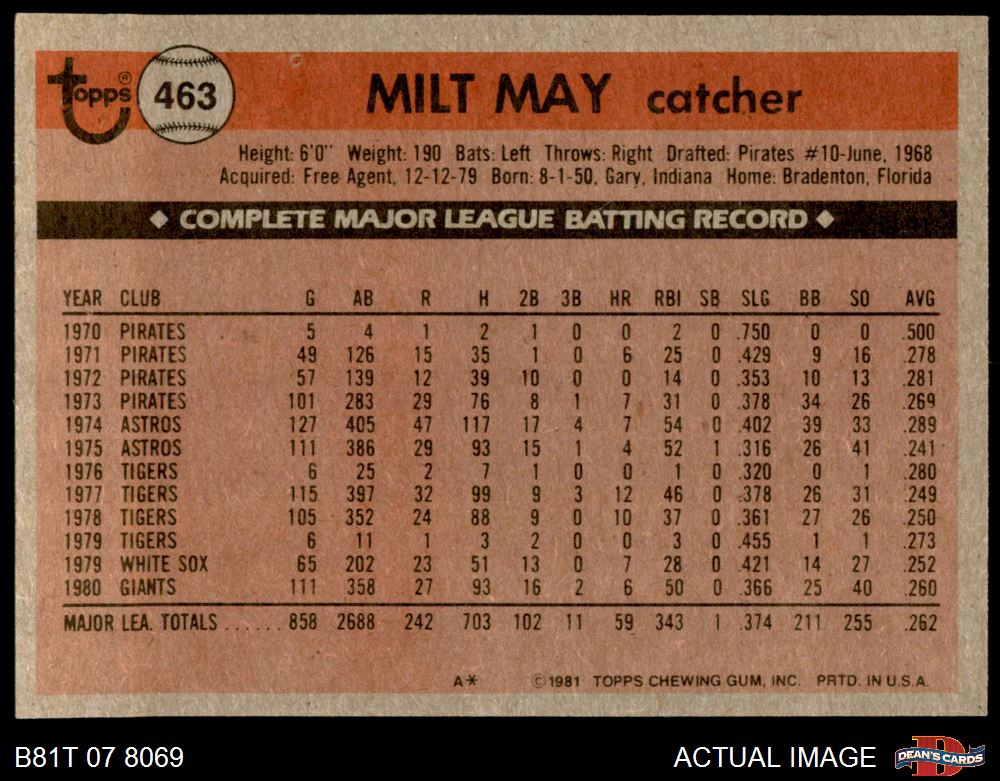 Topps® 463 MILT MAY catcher
Height: 6'0" Weight: 190 Bats: Left Throws: Right Drafted: Pirates #10-June, 1968
Acquired: Free Agent, 12-12-79 Born: 8-1-50, Gary, Indiana Home: Bradenton, Florida
◆ COMPLETE MAJOR LEAGUE BATTING RECORD ◆
YEAR CLUB G AB R H 2B 3B HR RBI SB SLG BB SO AVG
1970 PIRATES 5 4 1 2 1 0 0 2 0 .750 0 0 .500
1971 PIRATES 49 126 15 35 1 0 6 25 0 .429 9 16 .278
1972 PIRATES 57 139 12 39 10 0 0 14 0 .353 10 13 .281
1973 PIRATES 101 283 29 76 8 1 7 31 0 .378 34 26 .269
1974 ASTROS 127 405 47 117 17 4 7 54 0 .402 39 33 .289
1975 ASTROS 111 386 29 93 15 1 4 52 1 .316 26 41 .241
1976 TIGERS 6 25 2 7 1 0 0 1 0 .320 0 1 .280
1977 TIGERS 115 397 32 99 9 3 12 46 0 .378 26 31 .249
1978 TIGERS 105 352 24 88 9 0 10 37 0 .361 27 26 .250
1979 TIGERS 6 11 1 3 2 0 0 3 0 .455 1 1 .273
1979 WHITE SOX 65 202 23 51 13 0 7 28 0 .421 14 27 .252
1980 GIANTS 111 358 27 93 16 2 6 50 0 .366 25 40 .260
MAJOR LEA. TOTALS ...... 858 2688 242 703 102 11 59 343 1 .374 211 255 .262
A* ©1981 TOPPS CHEWING GUM, INC. PRTD. IN U.S.A.
B81T 07 8069 ACTUAL IMAGE D DEAN'S CARDS